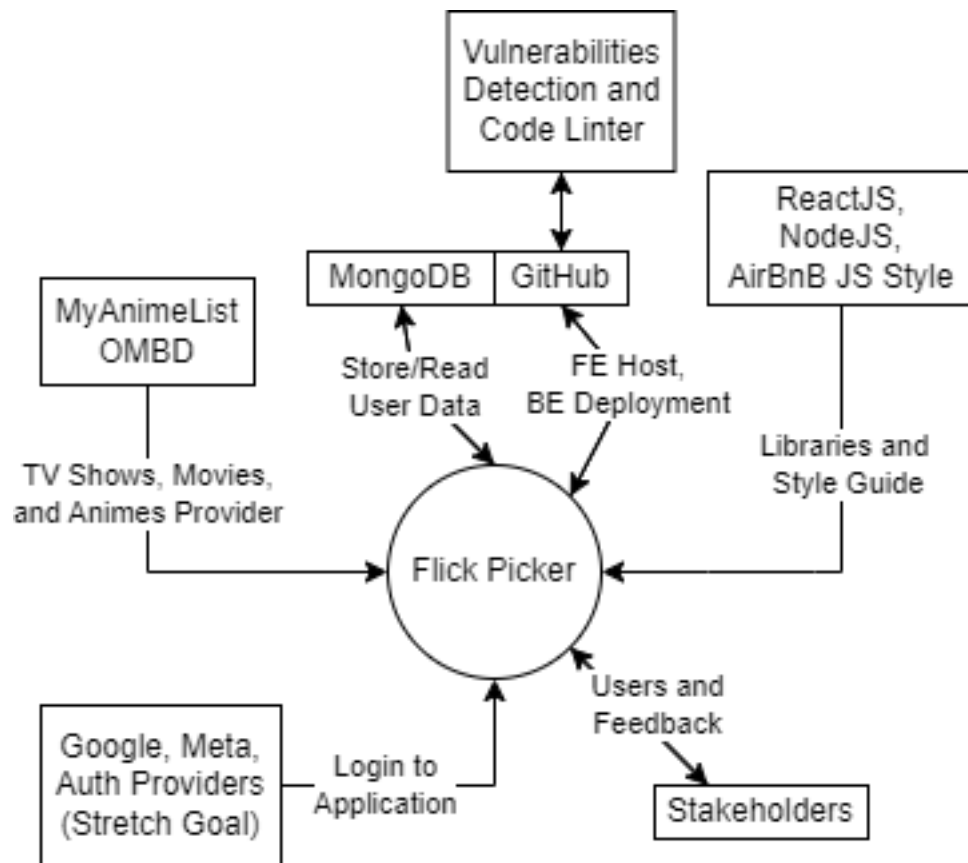 Vulnerabilities
Detection and
Code Linter
ReactJS,
NodeJS,
AirBnB JS Style
MongoDB
GitHub
MyAnimeList
OMBD
Store/Read
User Data
FE Host,
BE Deployment
Libraries and
Style Guide
TV Shows, Movies,
and Animes Provider
Flick Picker
Users and
Feedback
Google, Meta,
Auth Providers
(Stretch Goal)
Login to
Application
Stakeholders